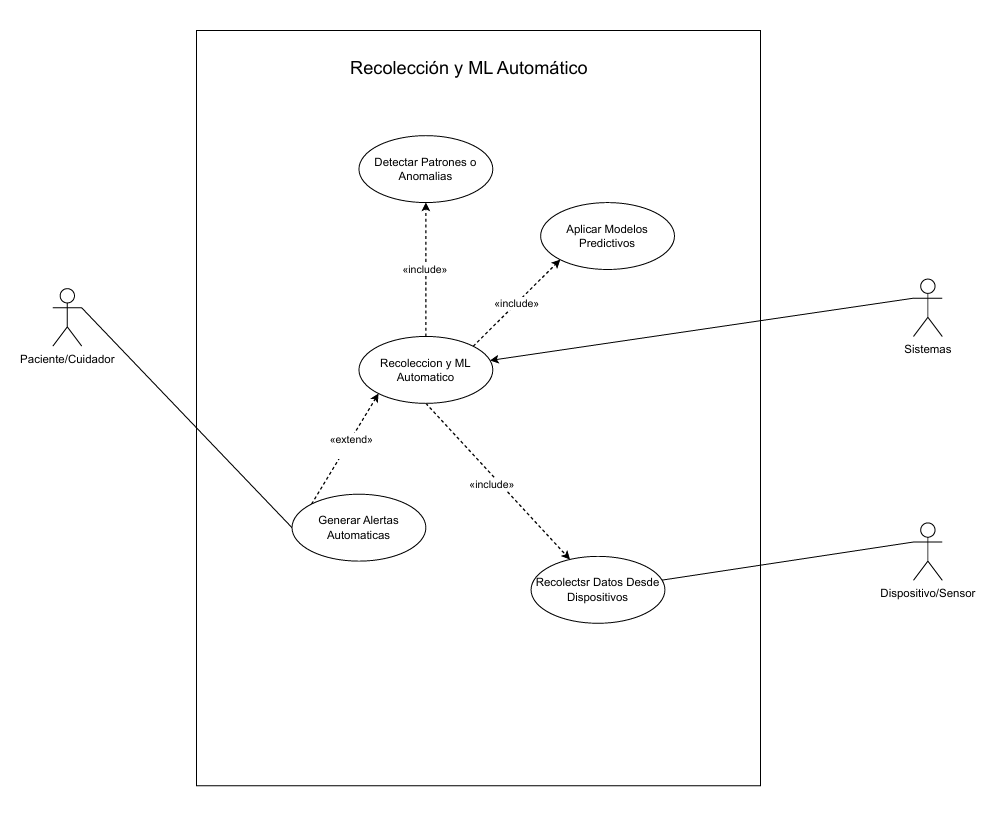 Recolección y ML Automático
Detectar Patrones o
Anomalias
Aplicar Modelos
Predictivos
«include»
«include»
Paciente/Cuidador
Sistemas
Recoleccion y ML
Automatico
«extend»
«include»
Generar Alertas
Automaticas
Recolectsr Datos Desde
Dispositivos
Dispositivo/Sensor